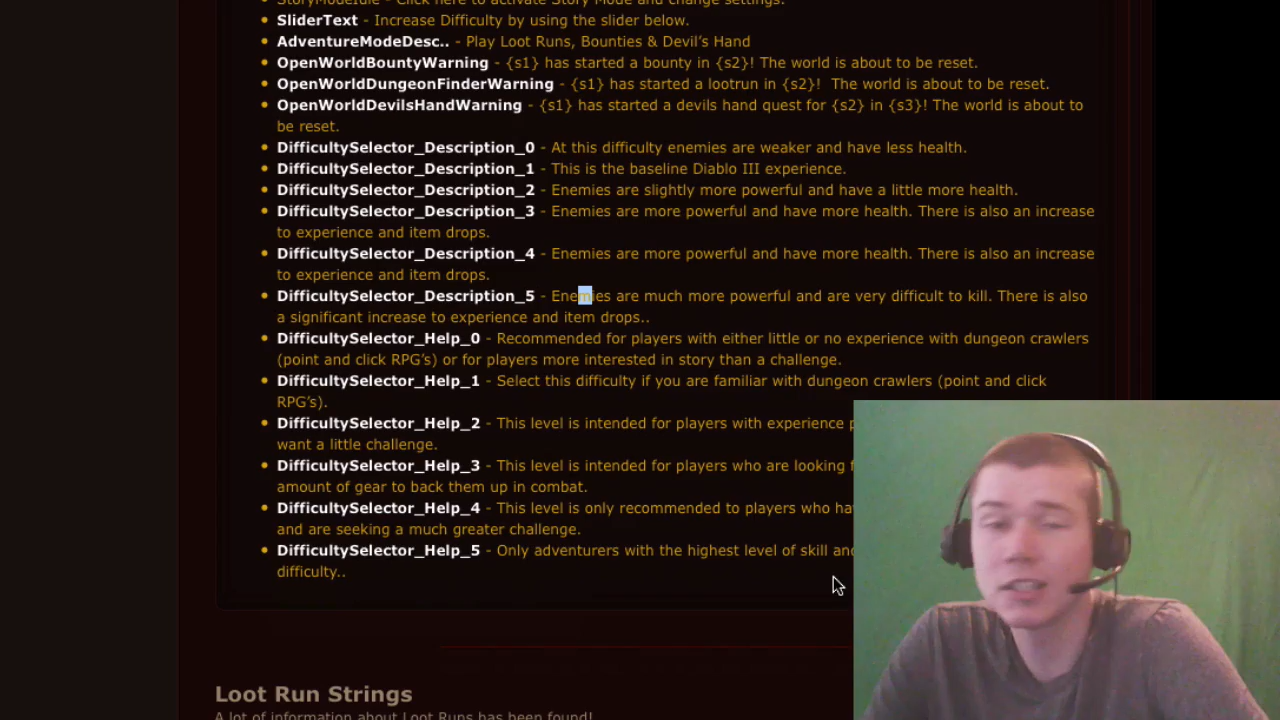 StoryModeIdle - Click here to activate Story Mode and change settings.
SliderText - Increase Difficulty by using the slider below.
AdventureModeDesc.. - Play Loot Runs, Bounties & Devil's Hand
OpenWorldBountyWarning - {s1} has started a bounty in {s2}! The world is about to be reset.
OpenWorldDungeonFinderWarning - {s1} has started a lootrun in {s2}!  The world is about to be reset.
OpenWorldDevilsHandWarning - {s1} has started a devils hand quest for {s2} in {s3}! The world is about to
be reset.
DifficultySelector_Description_0 - At this difficulty enemies are weaker and have less health.
DifficultySelector_Description_1 - This is the baseline Diablo III experience.
DifficultySelector_Description_2 - Enemies are slightly more powerful and have a little more health.
DifficultySelector_Description_3 - Enemies are more powerful and have more health. There is also an increase
to experience and item drops.
DifficultySelector_Description_4 - Enemies are more powerful and have more health. There is also an increase
to experience and item drops.
DifficultySelector_Description_5 - Enemies are much more powerful and are very difficult to kill. There is also
a significant increase to experience and item drops..
DifficultySelector_Help_0 - Recommended for players with either little or no experience with dungeon crawlers
(point and click RPG's) or for players more interested in story than a challenge.
DifficultySelector_Help_1 - Select this difficulty if you are familiar with dungeon crawlers (point and click
RPG's).
DifficultySelector_Help_2 - This level is intended for players with experience
want a little challenge.
DifficultySelector_Help_3 - This level is intended for players who are looking
amount of gear to back them up in combat.
DifficultySelector_Help_4 - This level is only recommended to players who
and are seeking a much greater challenge.
DifficultySelector_Help_5 - Only adventurers with the highest level of skill
difficulty..
Loot Run Strings
A lot of information about Loot Runs has been found!